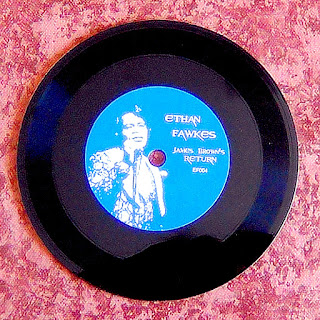 ETHAN
FAWKES
JAMES BROWN'S
RETURN
EF004